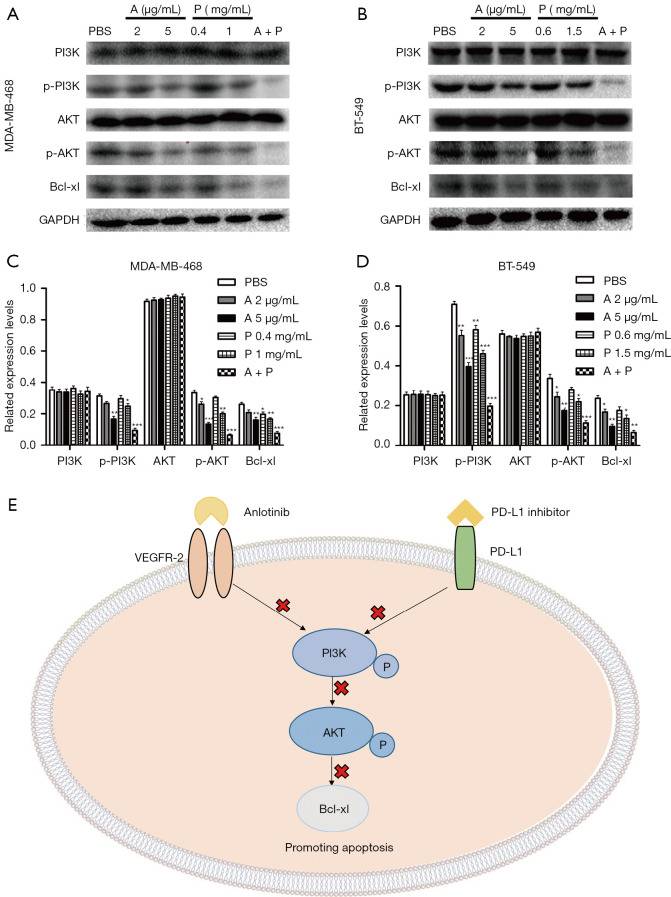 A
A (µg/mL) P ( mg/mL)
PBS 2 5 0.4 1 A + P
MDA-MB-468
PI3K
p-PI3K
AKT
p-AKT
Bcl-xl
GAPDH
B
A (µg/mL) P ( mg/mL)
PBS 2 5 0.6 1.5 A + P
BT-549
PI3K
p-PI3K
AKT
p-AKT
Bcl-xl
GAPDH
C
MDA-MB-468
Related expression levels
1.0
0.8
0.6
0.4
0.2
0.0
PBS
A 2 µg/mL
A 5 µg/mL
P 0.4 mg/mL
P 1 mg/mL
A + P
PI3K p-PI3K AKT p-AKT Bcl-xl
D
BT-549
Related expression levels
0.8
0.6
0.4
0.2
0.0
PBS
A 2 µg/mL
A 5 µg/mL
P 0.6 mg/mL
P 1.5 mg/mL
A + P
PI3K p-PI3K AKT p-AKT Bcl-xl
E
Anlotinib
VEGFR-2
PD-L1 inhibitor
PD-L1
PI3K
P
AKT
P
Bcl-xl
Promoting apoptosis